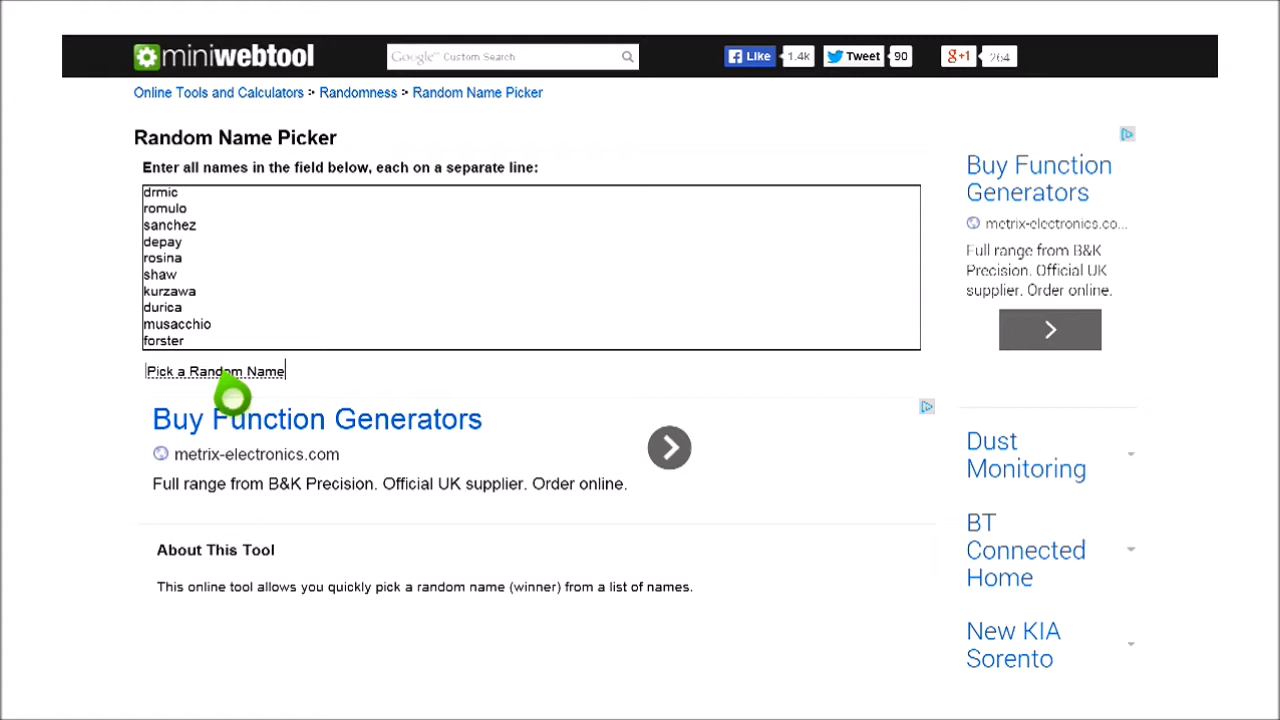 miniwebtool
Google™ Custom Search
Like 1.4k
Tweet 90
g+1 264
Online Tools and Calculators > Randomness > Random Name Picker
Random Name Picker
Enter all names in the field below, each on a separate line:
drmic
romulo
sanchez
depay
rosina
shaw
kurzawa
durica
musacchio
forster
Pick a Random Name
Buy Function Generators
metrix-electronics.com
Full range from B&K Precision. Official UK supplier. Order online.
About This Tool
This online tool allows you quickly pick a random name (winner) from a list of names.
Buy Function
Generators
metrix-electronics.co...
Full range from B&K
Precision. Official UK
supplier. Order online.
Dust
Monitoring
BT
Connected
Home
New KIA
Sorento